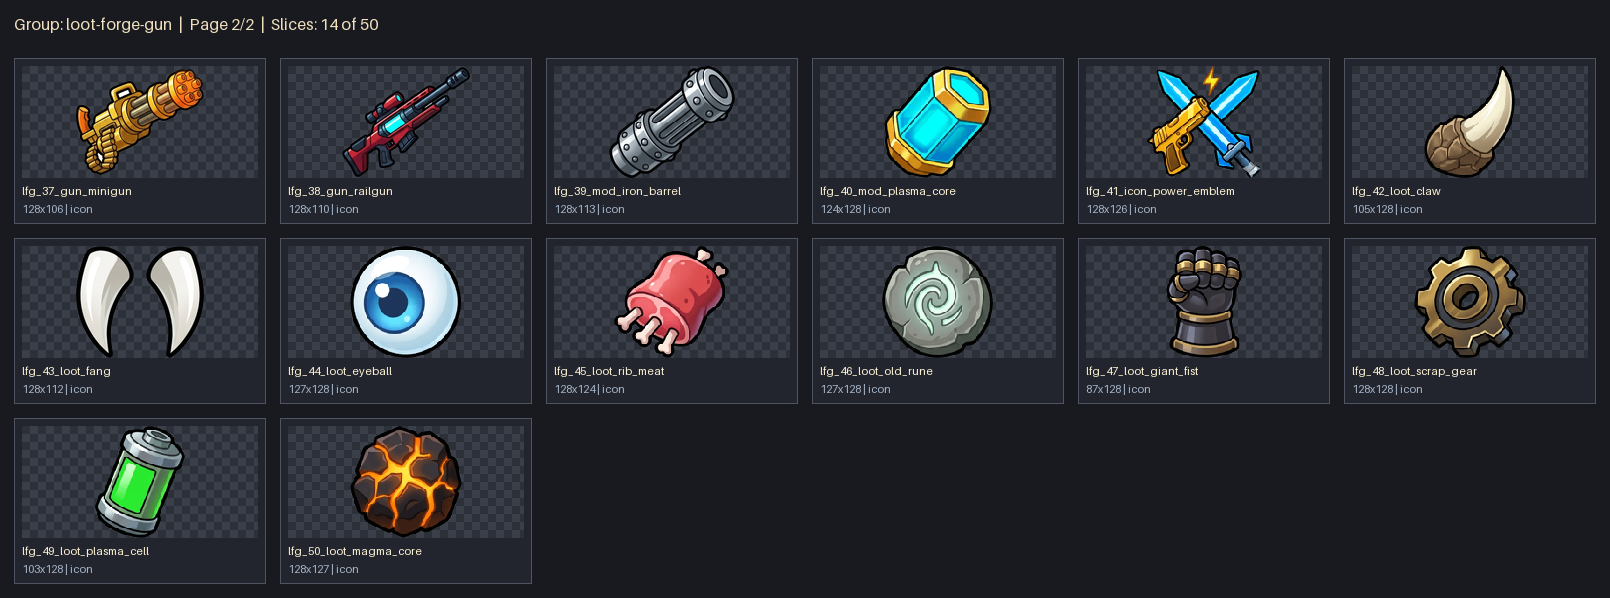 Group: loot-forge-gun | Page 2/2 | Slices: 14 of 50
lfg_37_gun_minigun
128x106 | icon
lfg_38_gun_railgun
128x110 | icon
lfg_39_mod_iron_barrel
128x113 | icon
lfg_40_mod_plasma_core
124x128 | icon
lfg_41_icon_power_emblem
128x126 | icon
lfg_42_loot_claw
105x128 | icon
lfg_43_loot_fang
128x112 | icon
lfg_44_loot_eyeball
127x128 | icon
lfg_45_loot_rib_meat
128x124 | icon
lfg_46_loot_old_rune
127x128 | icon
lfg_47_loot_giant_fist
87x128 | icon
lfg_48_loot_scrap_gear
128x128 | icon
lfg_49_loot_plasma_cell
103x128 | icon
lfg_50_loot_magma_core
128x127 | icon